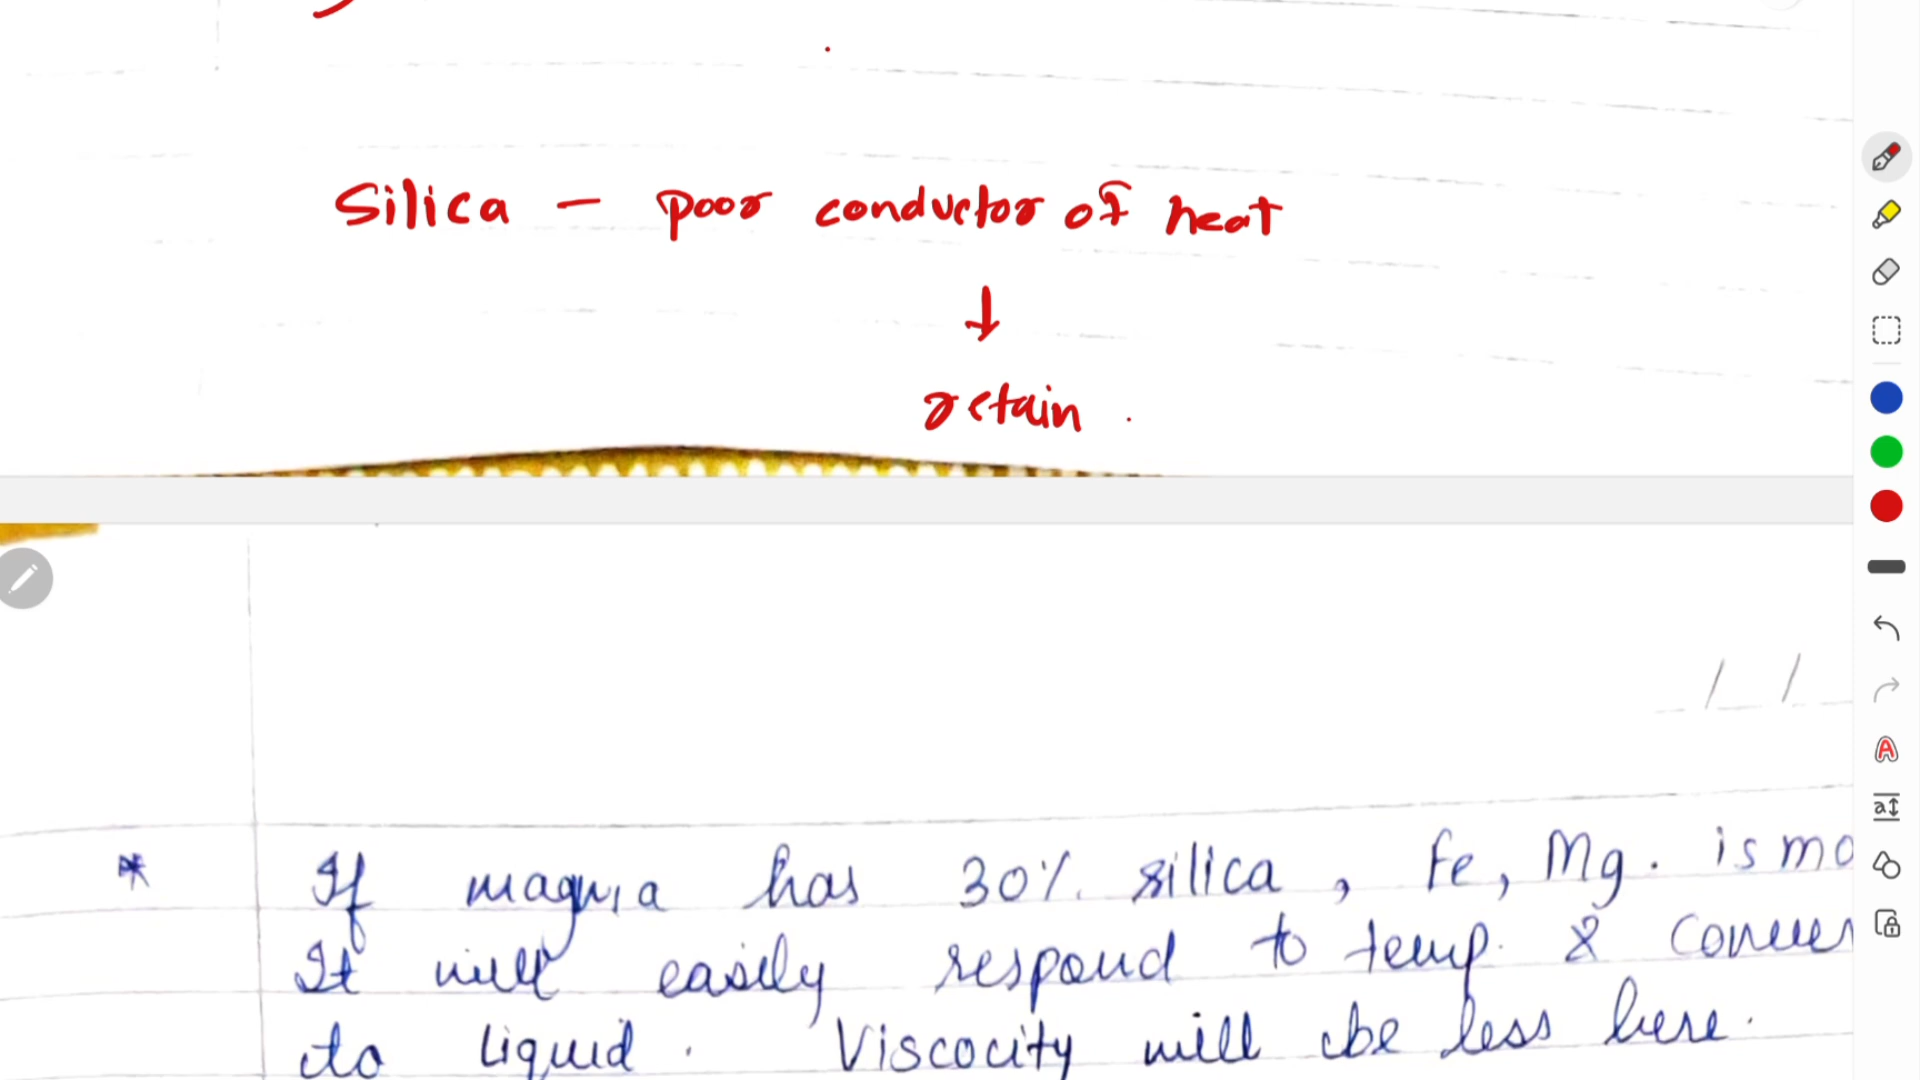 Silica - poor conductor of heat
↓
retain .
/ /
* If magma has 30% silica, Fe, Mg. is mo
It will easily respond to temp. & conver
to liquid. Viscocity will be less here.